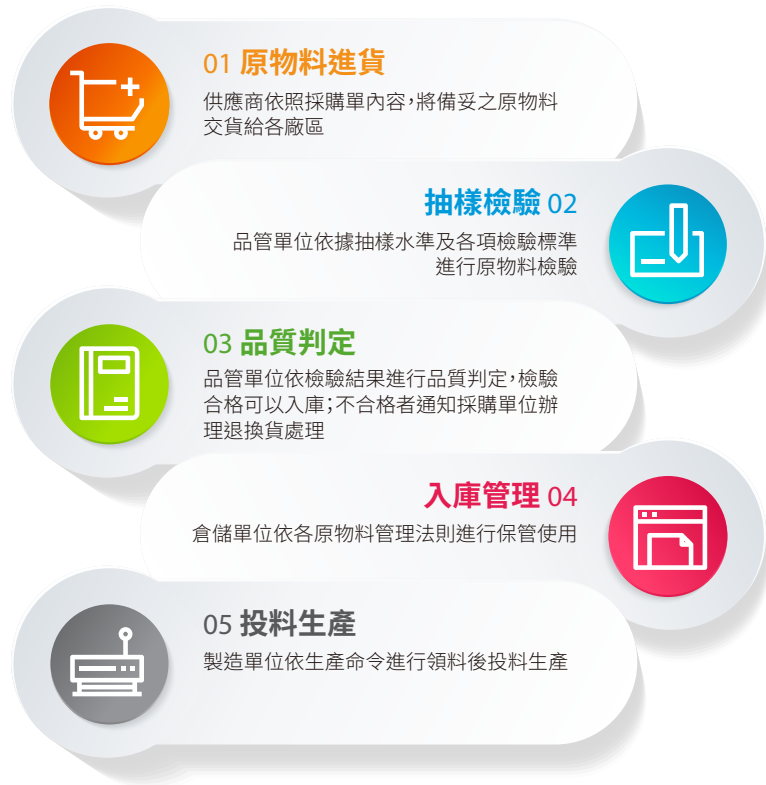 01 原物料進貨
供應商依照採購單內容，將備妥之原物料
交貨給各廠區
抽樣檢驗 02
品管單位依據抽樣水準及各項檢驗標準
進行原物料檢驗
03 品質判定
品管單位依檢驗結果進行品質判定，檢驗
合格可以入庫；不合格者通知採購單位辦
理退換貨處理
入庫管理 04
倉儲單位依各原物料管理法則進行保管使用
05 投料生產
製造單位依生產命令進行領料後投料生產